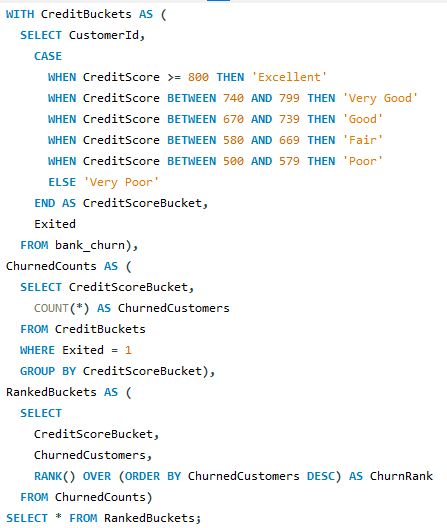 WITH CreditBuckets AS (
  SELECT CustomerId,
    CASE
      WHEN CreditScore >= 800 THEN 'Excellent'
      WHEN CreditScore BETWEEN 740 AND 799 THEN 'Very Good'
      WHEN CreditScore BETWEEN 670 AND 739 THEN 'Good'
      WHEN CreditScore BETWEEN 580 AND 669 THEN 'Fair'
      WHEN CreditScore BETWEEN 500 AND 579 THEN 'Poor'
      ELSE 'Very Poor'
    END AS CreditScoreBucket,
    Exited
  FROM bank_churn),
ChurnedCounts AS (
  SELECT CreditScoreBucket,
    COUNT(*) AS ChurnedCustomers
  FROM CreditBuckets
  WHERE Exited = 1
  GROUP BY CreditScoreBucket),
RankedBuckets AS (
  SELECT
    CreditScoreBucket,
    ChurnedCustomers,
    RANK() OVER (ORDER BY ChurnedCustomers DESC) AS ChurnRank
  FROM ChurnedCounts)
SELECT * FROM RankedBuckets;